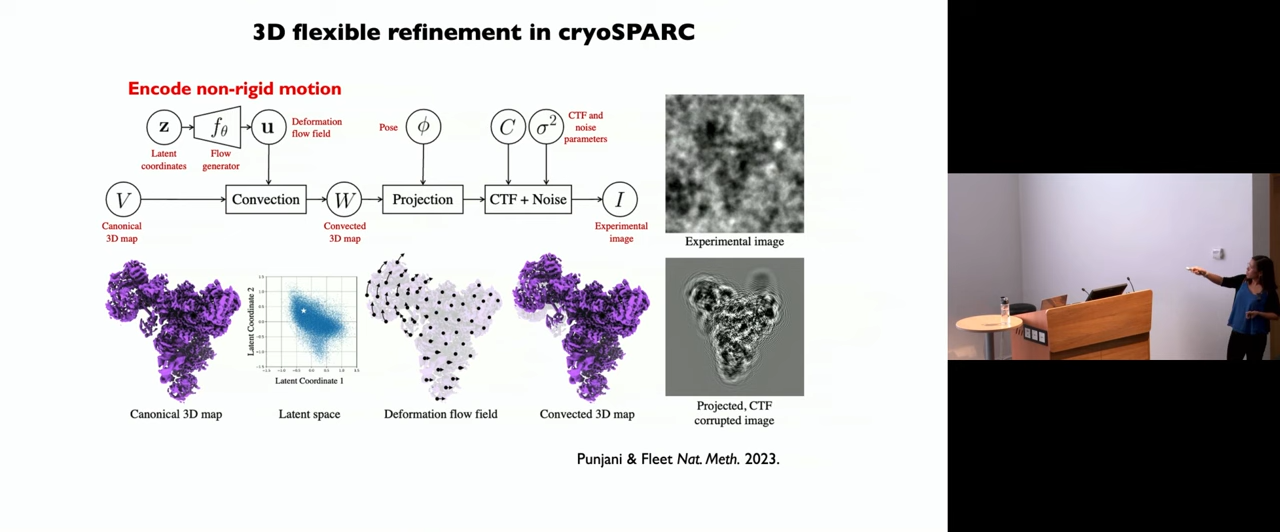 3D flexible refinement in cryoSPARC
Encode non-rigid motion
z
fθ
u
Deformation
flow field
Pose
ϕ
C
σ²
CTF and
noise
parameters
Latent
coordinates
Flow
generator
V
Convection
W
Projection
CTF + Noise
I
Canonical
3D map
Convected
3D map
Experimental
image
Experimental image
Latent Coordinate 2
Latent Coordinate 1
Canonical 3D map
Latent space
Deformation flow field
Convected 3D map
Projected, CTF
corrupted image
Punjani & Fleet Nat. Meth. 2023.